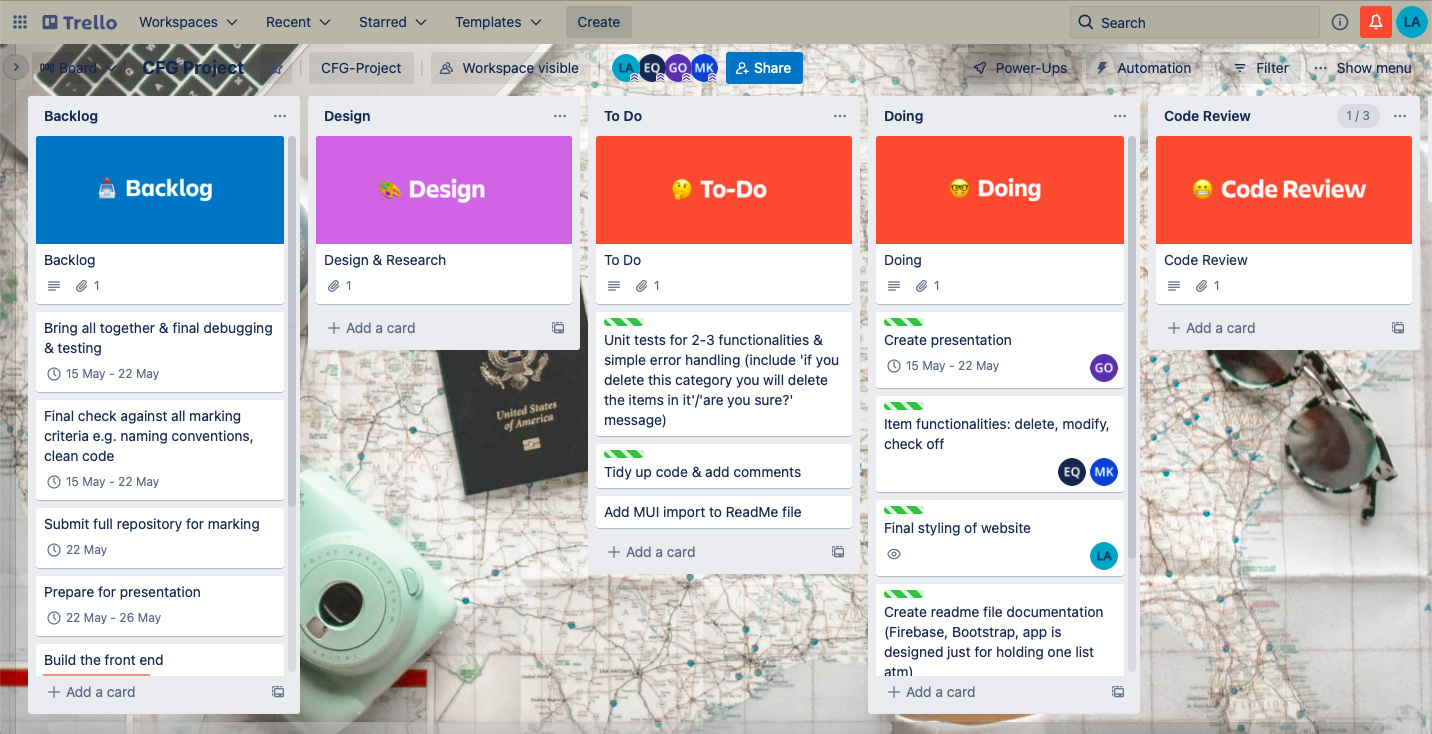 Trello
Workspaces
Recent
Starred
Templates
Create
Search
LA
Board
CFG Project
CFG-Project
Workspace visible
LA
EQ
GO
MK
Share
Power-Ups
Automation
Filter
Show menu
Backlog
Backlog
Backlog
1
Bring all together & final debugging
& testing
15 May - 22 May
Final check against all marking
criteria e.g. naming conventions,
clean code
15 May - 22 May
Submit full repository for marking
22 May
Prepare for presentation
22 May - 26 May
Build the front end
Add a card
Design
Design
Design & Research
1
Add a card
To Do
To-Do
To Do
1
Unit tests for 2-3 functionalities &
simple error handling (include 'if you
delete this category you will delete
the items in it'/'are you sure?'
message)
Tidy up code & add comments
Add MUI import to ReadMe file
Add a card
Doing
Doing
Doing
1
Create presentation
15 May - 22 May
GO
Item functionalities: delete, modify,
check off
EQ
MK
Final styling of website
LA
Create readme file documentation
(Firebase, Bootstrap, app is
designed just for holding one list
atm)
Add a card
Code Review
1 / 3
Code Review
Code Review
1
Add a card
United States
of America